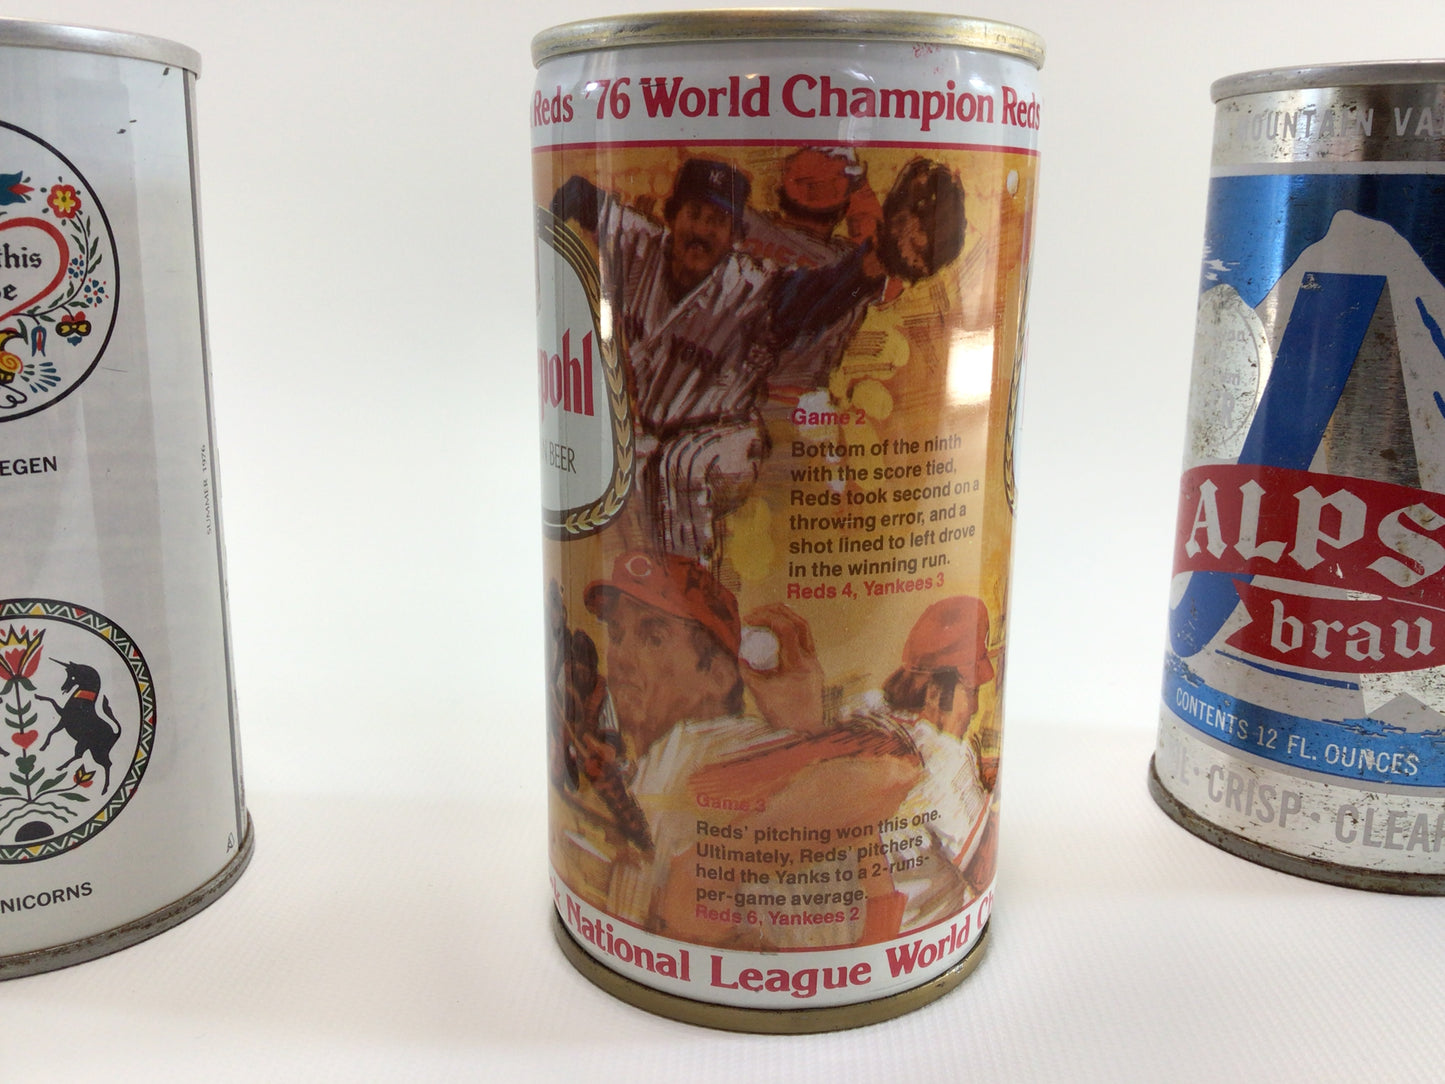 this
EGEN
SUMMER 1976
NICORNS
Reds '76 World Champion Reds
pohl
BEER
NY
C
Game 2
Bottom of the ninth
with the score tied,
Reds took second on a
throwing error, and a
shot lined to left drove
in the winning run.
Reds 4, Yankees 3
Game 3
Reds' pitching won this one.
Ultimately, Reds' pitchers
held the Yanks to a 2-runs-
per-game average.
Reds 6, Yankees 2
National League World Ch
OUNTAIN VA
ALPS
brau
CONTENTS 12 FL. OUNCES
CRISP · CLEAR